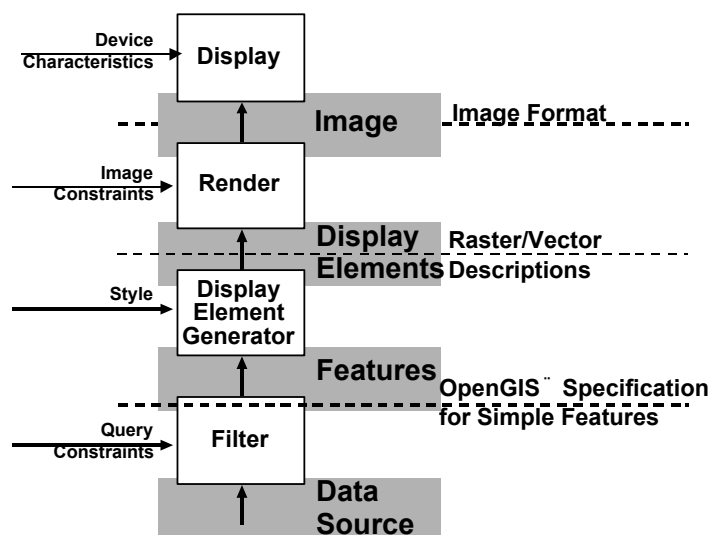 Device
Characteristics
Display
Image
Image Format
Image
Constraints
Render
Display
Elements
Raster/Vector
Descriptions
Style
Display
Element
Generator
Features
OpenGIS¨ Specification
for Simple Features
Query
Constraints
Filter
Data
Source